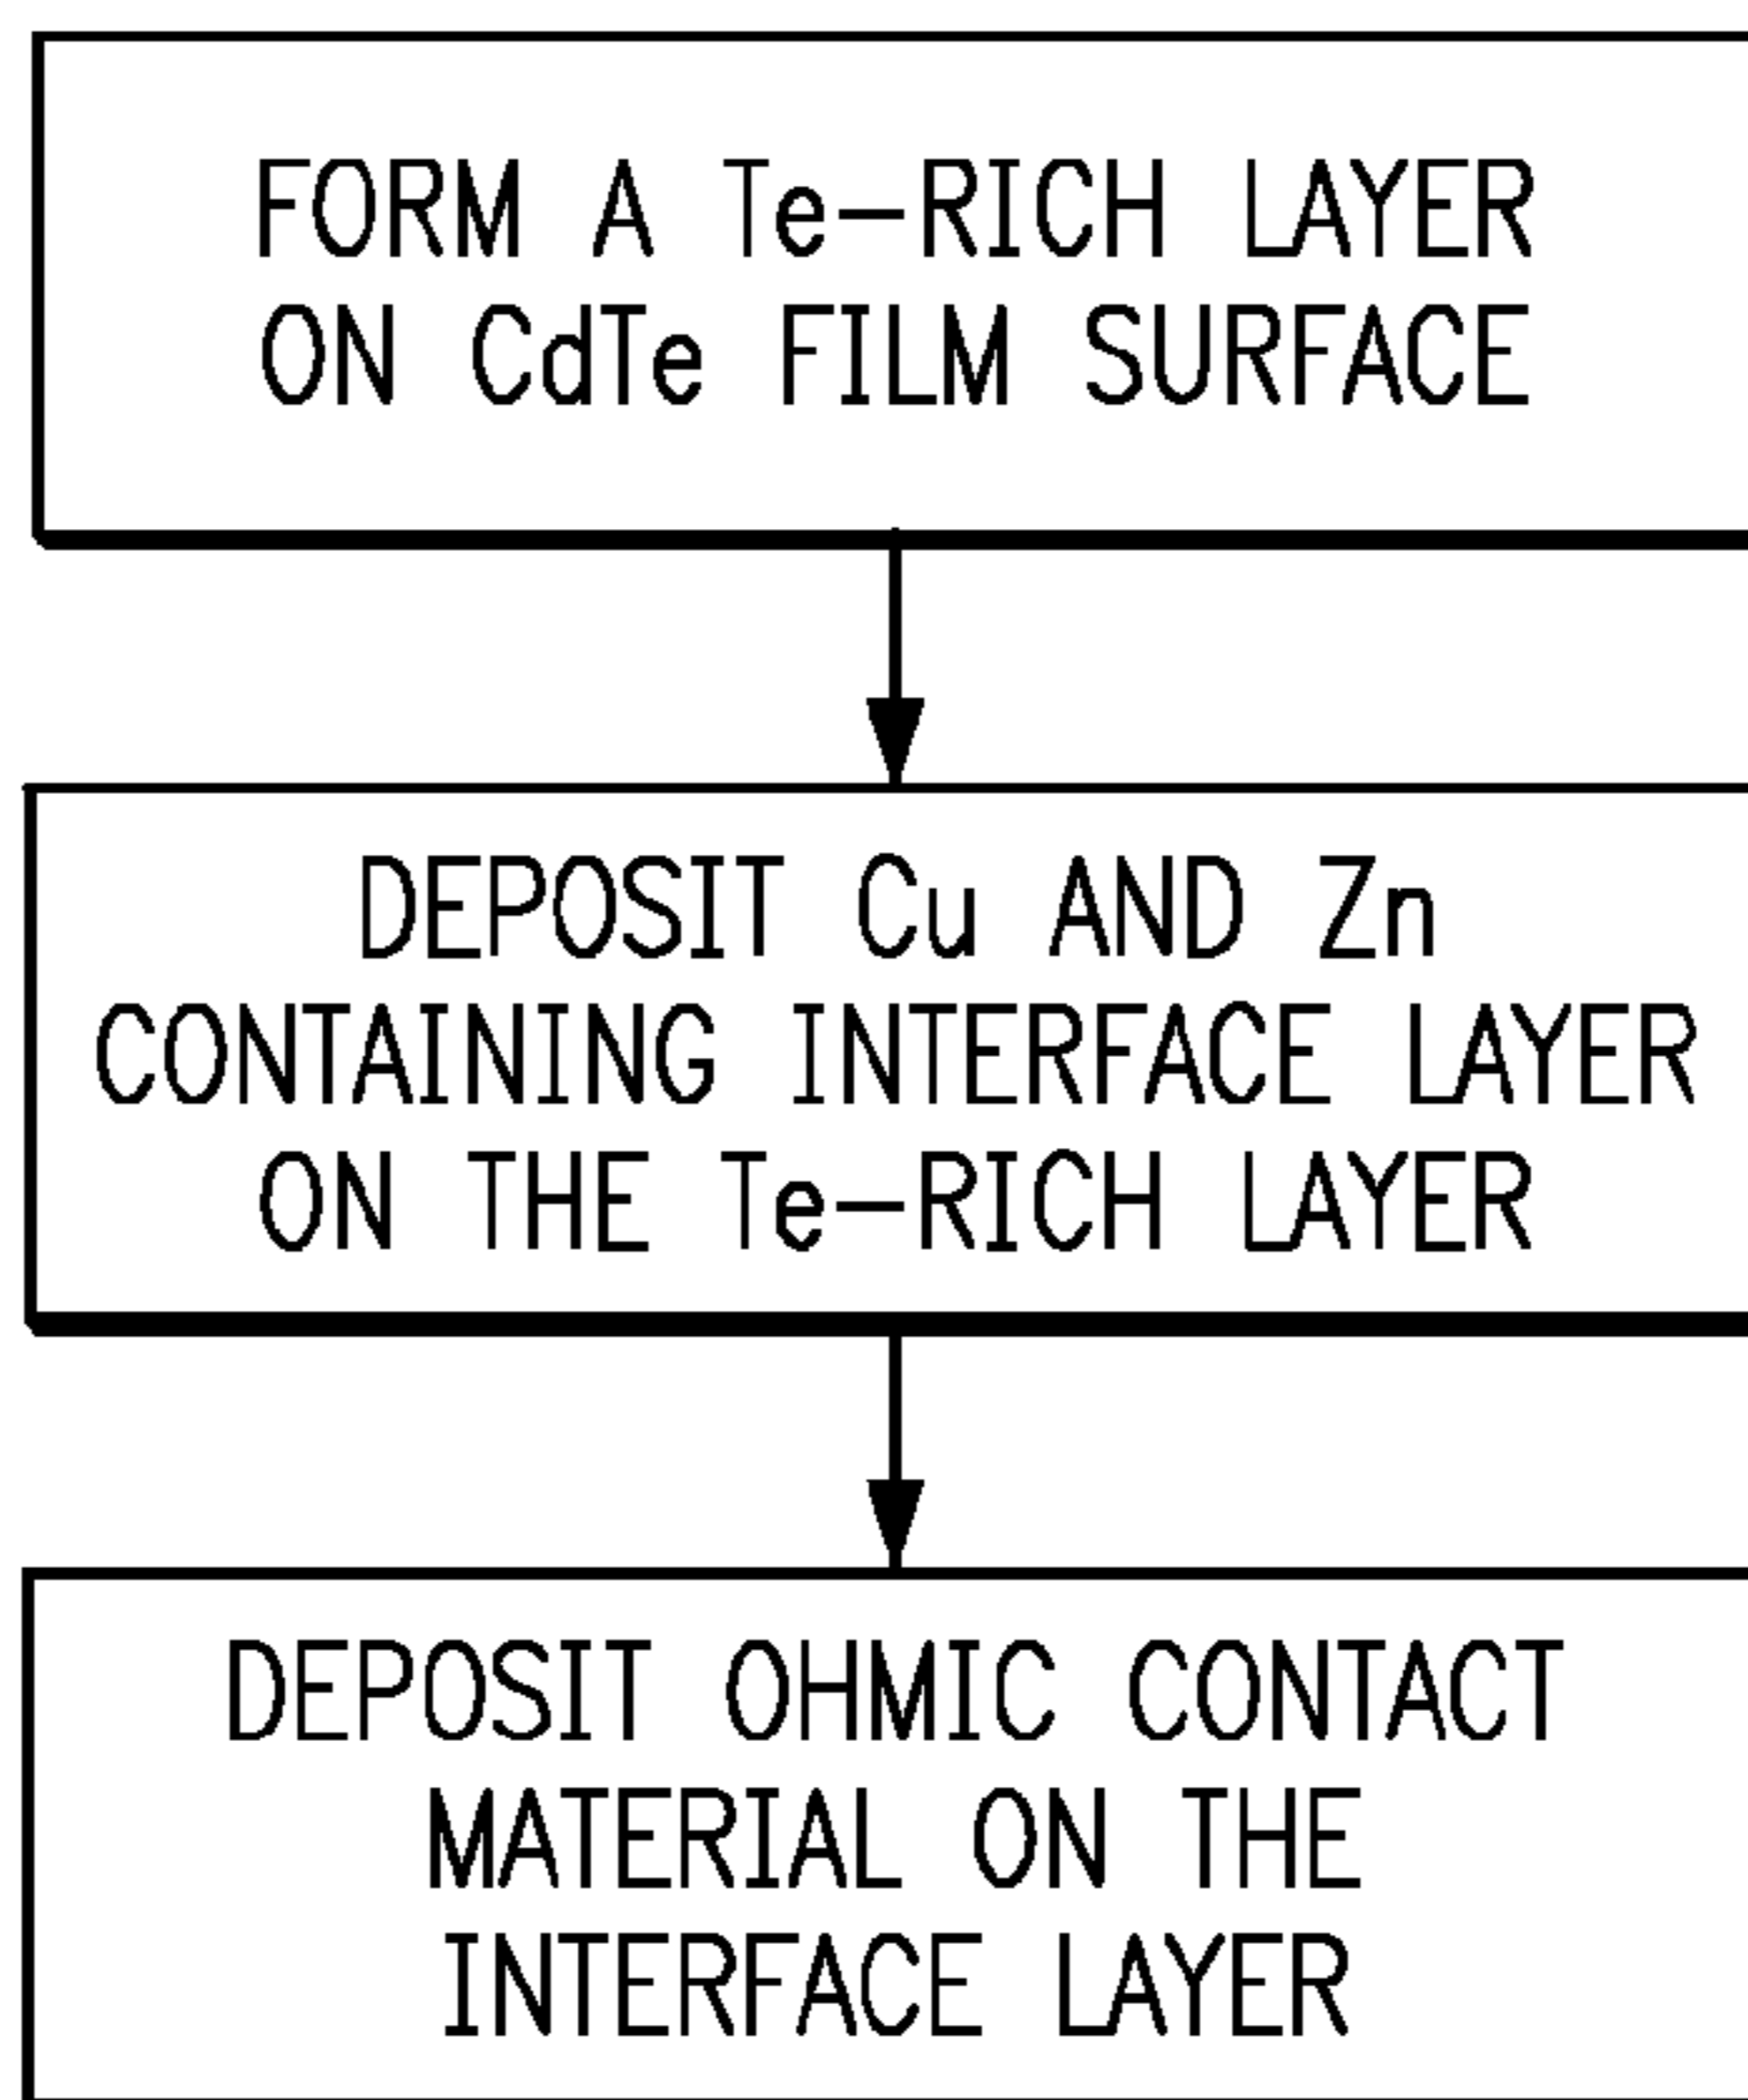 FORM A Te-RICH LAYER
ON CdTe FILM SURFACE
DEPOSIT Cu AND Zn
CONTAINING INTERFACE LAYER
ON THE Te-RICH LAYER
DEPOSIT OHMIC CONTACT
MATERIAL ON THE
INTERFACE LAYER